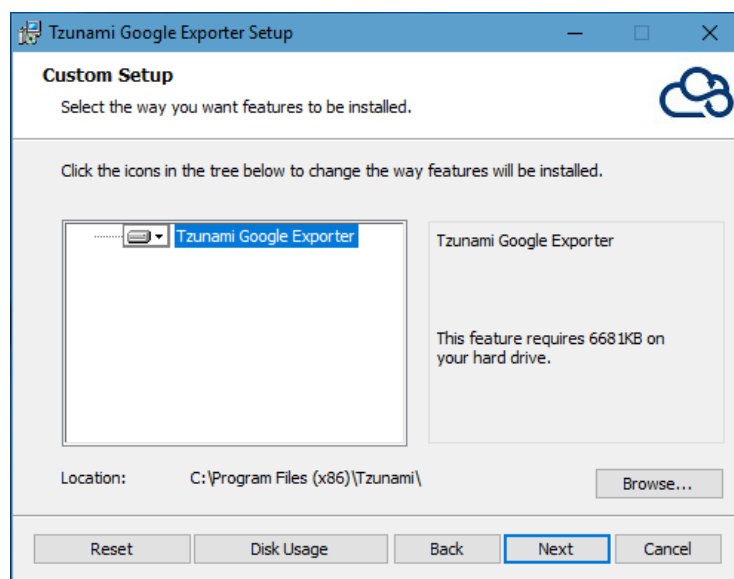 Tzunami Google Exporter Setup
Custom Setup
Select the way you want features to be installed.
Click the icons in the tree below to change the way features will be installed.
Tzunami Google Exporter
Tzunami Google Exporter
This feature requires 6681KB on
your hard drive.
Location: C:\Program Files (x86)\Tzunami\
Browse...
Reset Disk Usage Back Next Cancel